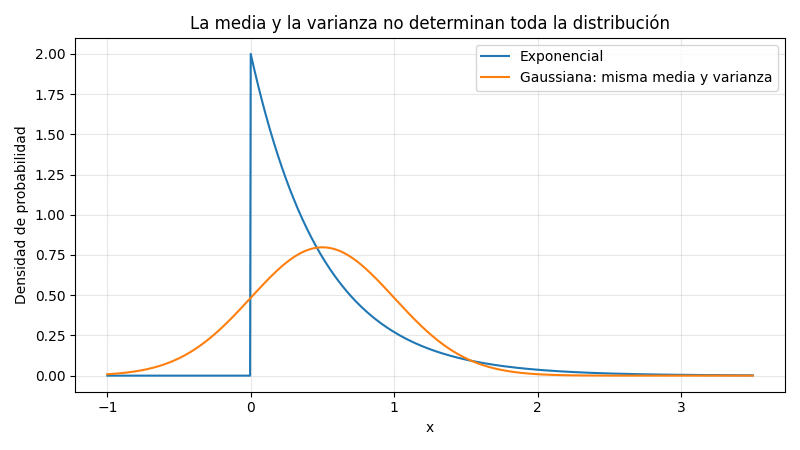 La media y la varianza no determinan toda la distribución
Exponencial
Gaussiana: misma media y varianza
Densidad de probabilidad
2.00
1.75
1.50
1.25
1.00
0.75
0.50
0.25
0.00
−1
0
1
2
3
x